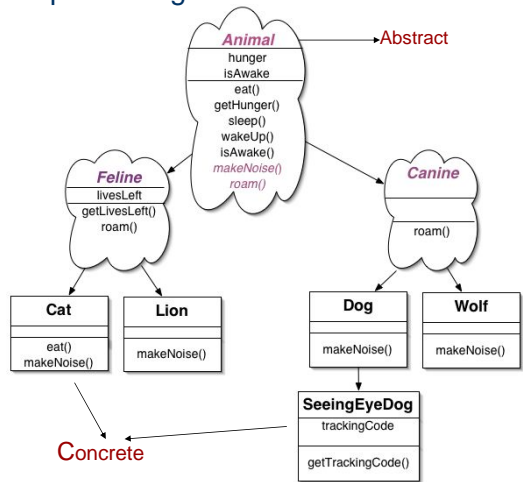 Animal
Abstract
hunger
isAwake
eat()
getHunger()
sleep()
wakeUp()
isAwake()
makeNoise()
roam()
Feline
livesLeft
getLivesLeft()
roam()
Canine
roam()
Cat
eat()
makeNoise()
Lion
makeNoise()
Dog
makeNoise()
Wolf
makeNoise()
SeeingEyeDog
trackingCode
getTrackingCode()
Concrete